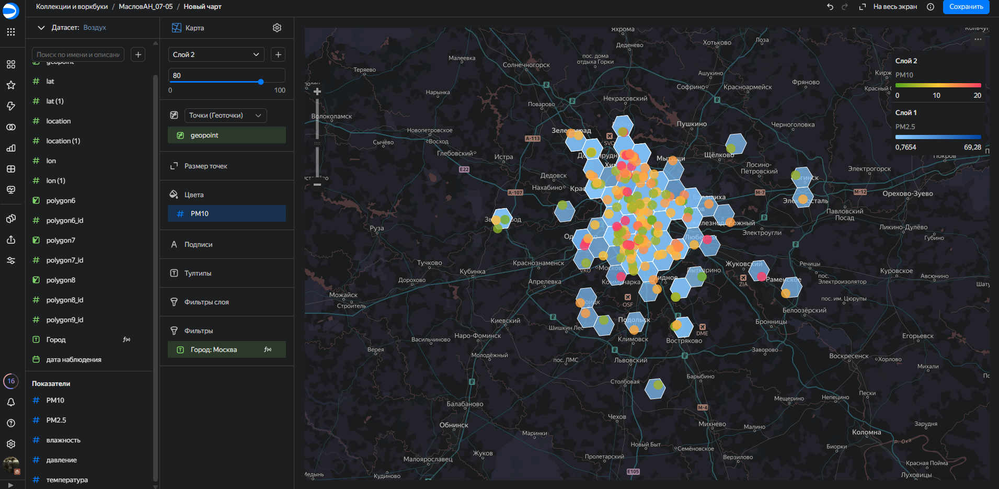 Коллекции и воркбуки / МасловАН_07-05 / Новый чарт
На весь экран
Сохранить
Датасет: Воздух
Поиск по имени и описани
geopoint
lat
lat (1)
location
location (1)
lon
lon (1)
polygon6
polygon6_id
polygon7
polygon7_id
polygon8
polygon8_id
polygon9_id
Город
дата наблюдения
Показатели
PM10
PM2.5
влажность
давление
температура
16
Карта
Слой 2
80
0
100
Точки (Геоточки)
geopoint
Размер точек
Цвета
PM10
Подписи
Тултипы
Фильтры слоя
Фильтры
Город: Москва
Слой 2
PM10
0 10 20
Слой 1
PM2.5
0,7654 69,28
Яхрома
Деденево
Хотьково
Лоза
Малеевка
пос. дома
отдыха Горки
Солнечногорск
Теряево
Ашукино
Софрино
Красноармейск
Фряново
Нарынка
Некрасовский
Поварово
Волоколамск
Пушкино
Черноголовка
Новопетровское
Зеленоград
Сычёво
Восход
А-113
SVO
Глебовский
Истра
Щёлково
Мытищи
E22
Лосино-
Петровский
Электрогорск
Дедовск
Нахабино
А-107
М-7
М-12
Орехово-Зуево
Электросталь
Павловский
Посад
Балашиха
Железнодорожный
Электроугли
Ликино-Дулёво
Губино
Руза
Тучково
Кубинка
Краснознаменск
Дорохово
Апрелевка
VKO
Коммунарка
Жуковский
ZIA
Раменское
Речицы
пос.
Электроизолятор
Куровское
Авсюнино
Можайск
Строитель
OSF
пос. им. Цюрупы
Белоозёрский
Бронницы
Киевский
Шишкин Лес
Подольск
DME
Востряково
Климовск
Егорьевск
Наро-Фоминск
Васильчиново
Верея
Молодёжный
пос. ЛМС
Львовский
Заворово
Воскресенск
Хорлово
Михали
Столбовая
Барыбино
Пески
Непецино
Мещерино
Балабаново
М-4
Обнинск
Чехов
Михнево
Малино
Зарудня
Коломна
Маринки
р. Ока
Новый Быт
Семёновское
Биорки
Жуков
Малоярославец
Пролетарский
Верзилово
Красная Пойма
Луховицы
Кудиново
E105